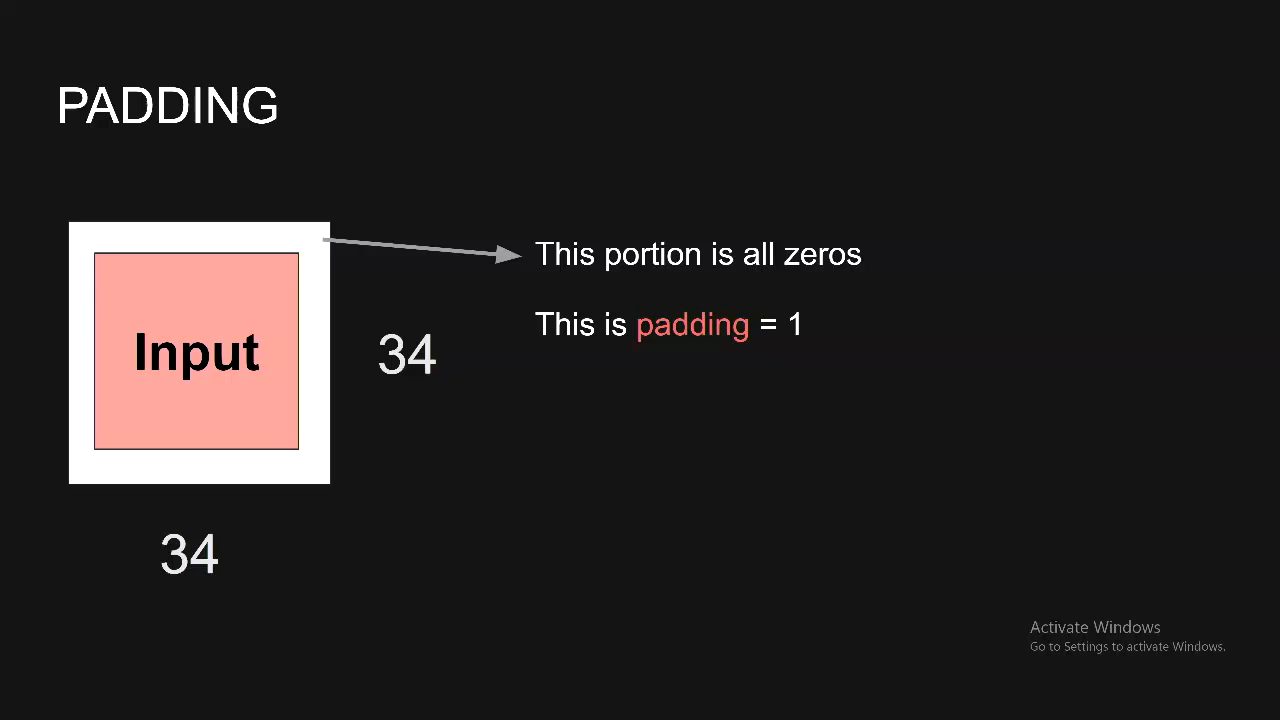 PADDING
This portion is all zeros
This is padding = 1
Input
34
34
Activate Windows
Go to Settings to activate Windows.